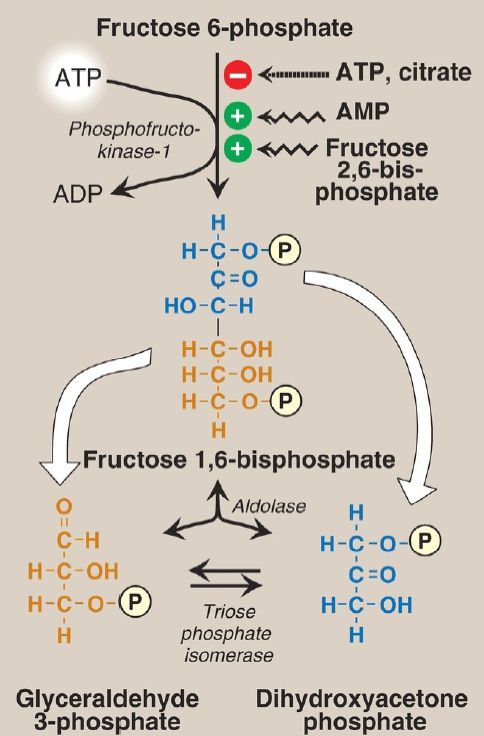 Fructose 6-phosphate
ATP
− ATP, citrate
Phosphofructo-
kinase-1
+ AMP
+ Fructose
2,6-bis-
phosphate
ADP
H
H-C-O-P
C=O
HO-C-H
H-C-OH
H-C-OH
H-C-O-P
H
Fructose 1,6-bisphosphate
Aldolase
O
C-H
H-C-OH
H-C-O-P
H
H
H-C-O-P
C=O
H-C-OH
H
Triose
phosphate
isomerase
Glyceraldehyde
3-phosphate
Dihydroxyacetone
phosphate